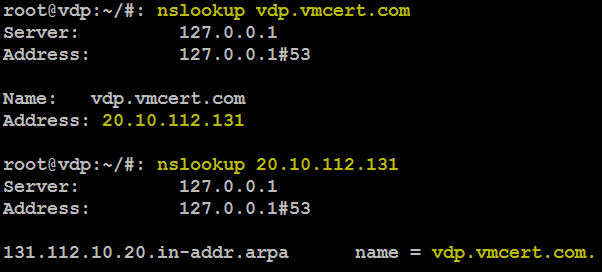 root@vdp:~/#: nslookup vdp.vmcert.com
Server:         127.0.0.1
Address:        127.0.0.1#53
Name:   vdp.vmcert.com
Address: 20.10.112.131
root@vdp:~/#: nslookup 20.10.112.131
Server:         127.0.0.1
Address:        127.0.0.1#53
131.112.10.20.in-addr.arpa      name = vdp.vmcert.com.